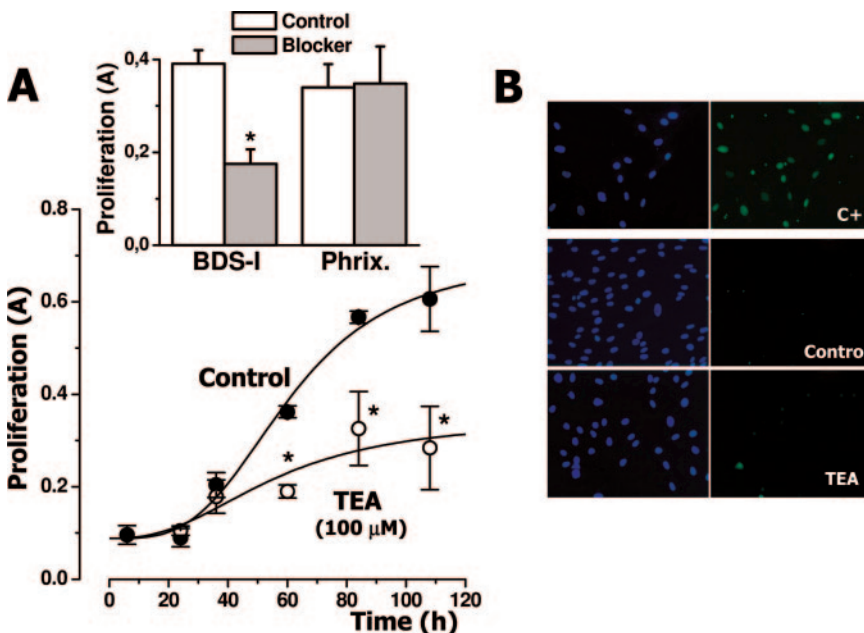 A
Control
Blocker
Proliferation (A)
0,4
0,2
0,0
*
BDS-I
Phrix.
Proliferation (A)
0.8
0.6
0.4
0.2
0.0
Control
*
*
*
TEA
(100 µM)
0 20 40 60 80 100 120
Time (h)
B
C+
Contro
TEA